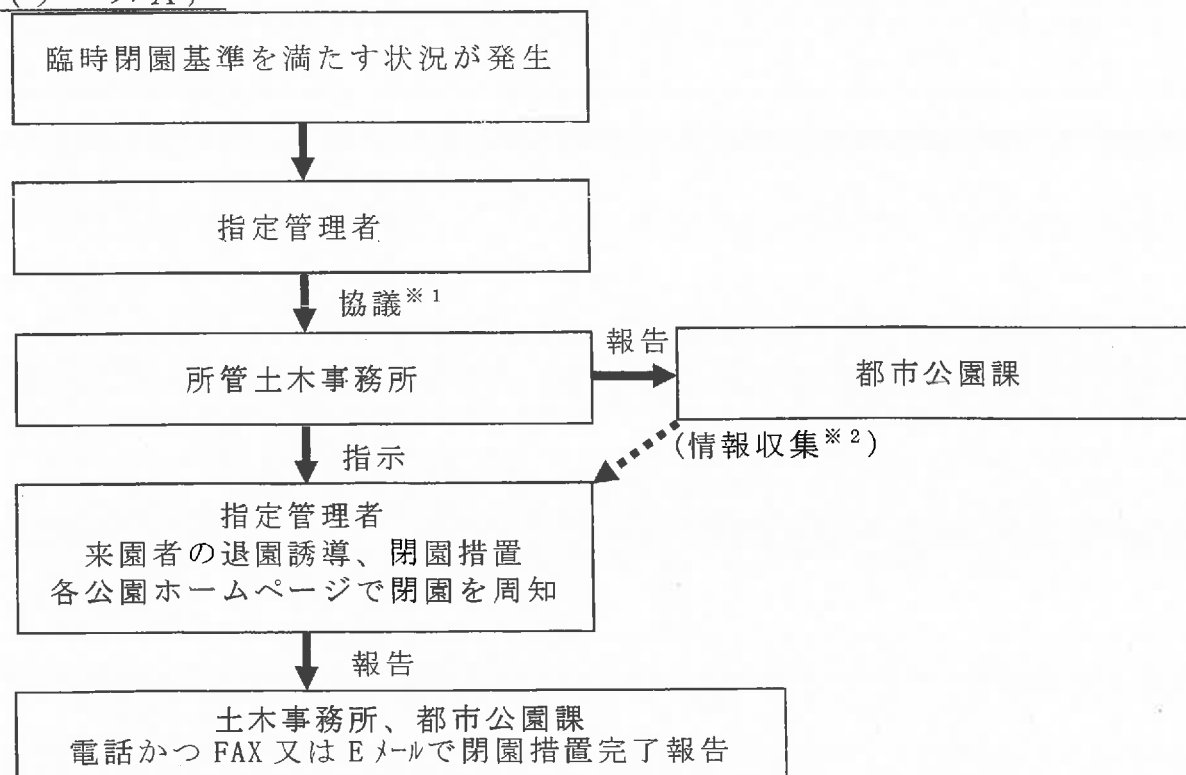 臨時閉園基準を満たす状況が発生
指定管理者
協議※1
所管土木事務所
報告
都市公園課
(情報収集※2)
指示
指定管理者
来園者の退園誘導、閉園措置
各公園ホームページで閉園を周知
報告
土木事務所、都市公園課
電話かつFAX又はEメールで閉園措置完了報告